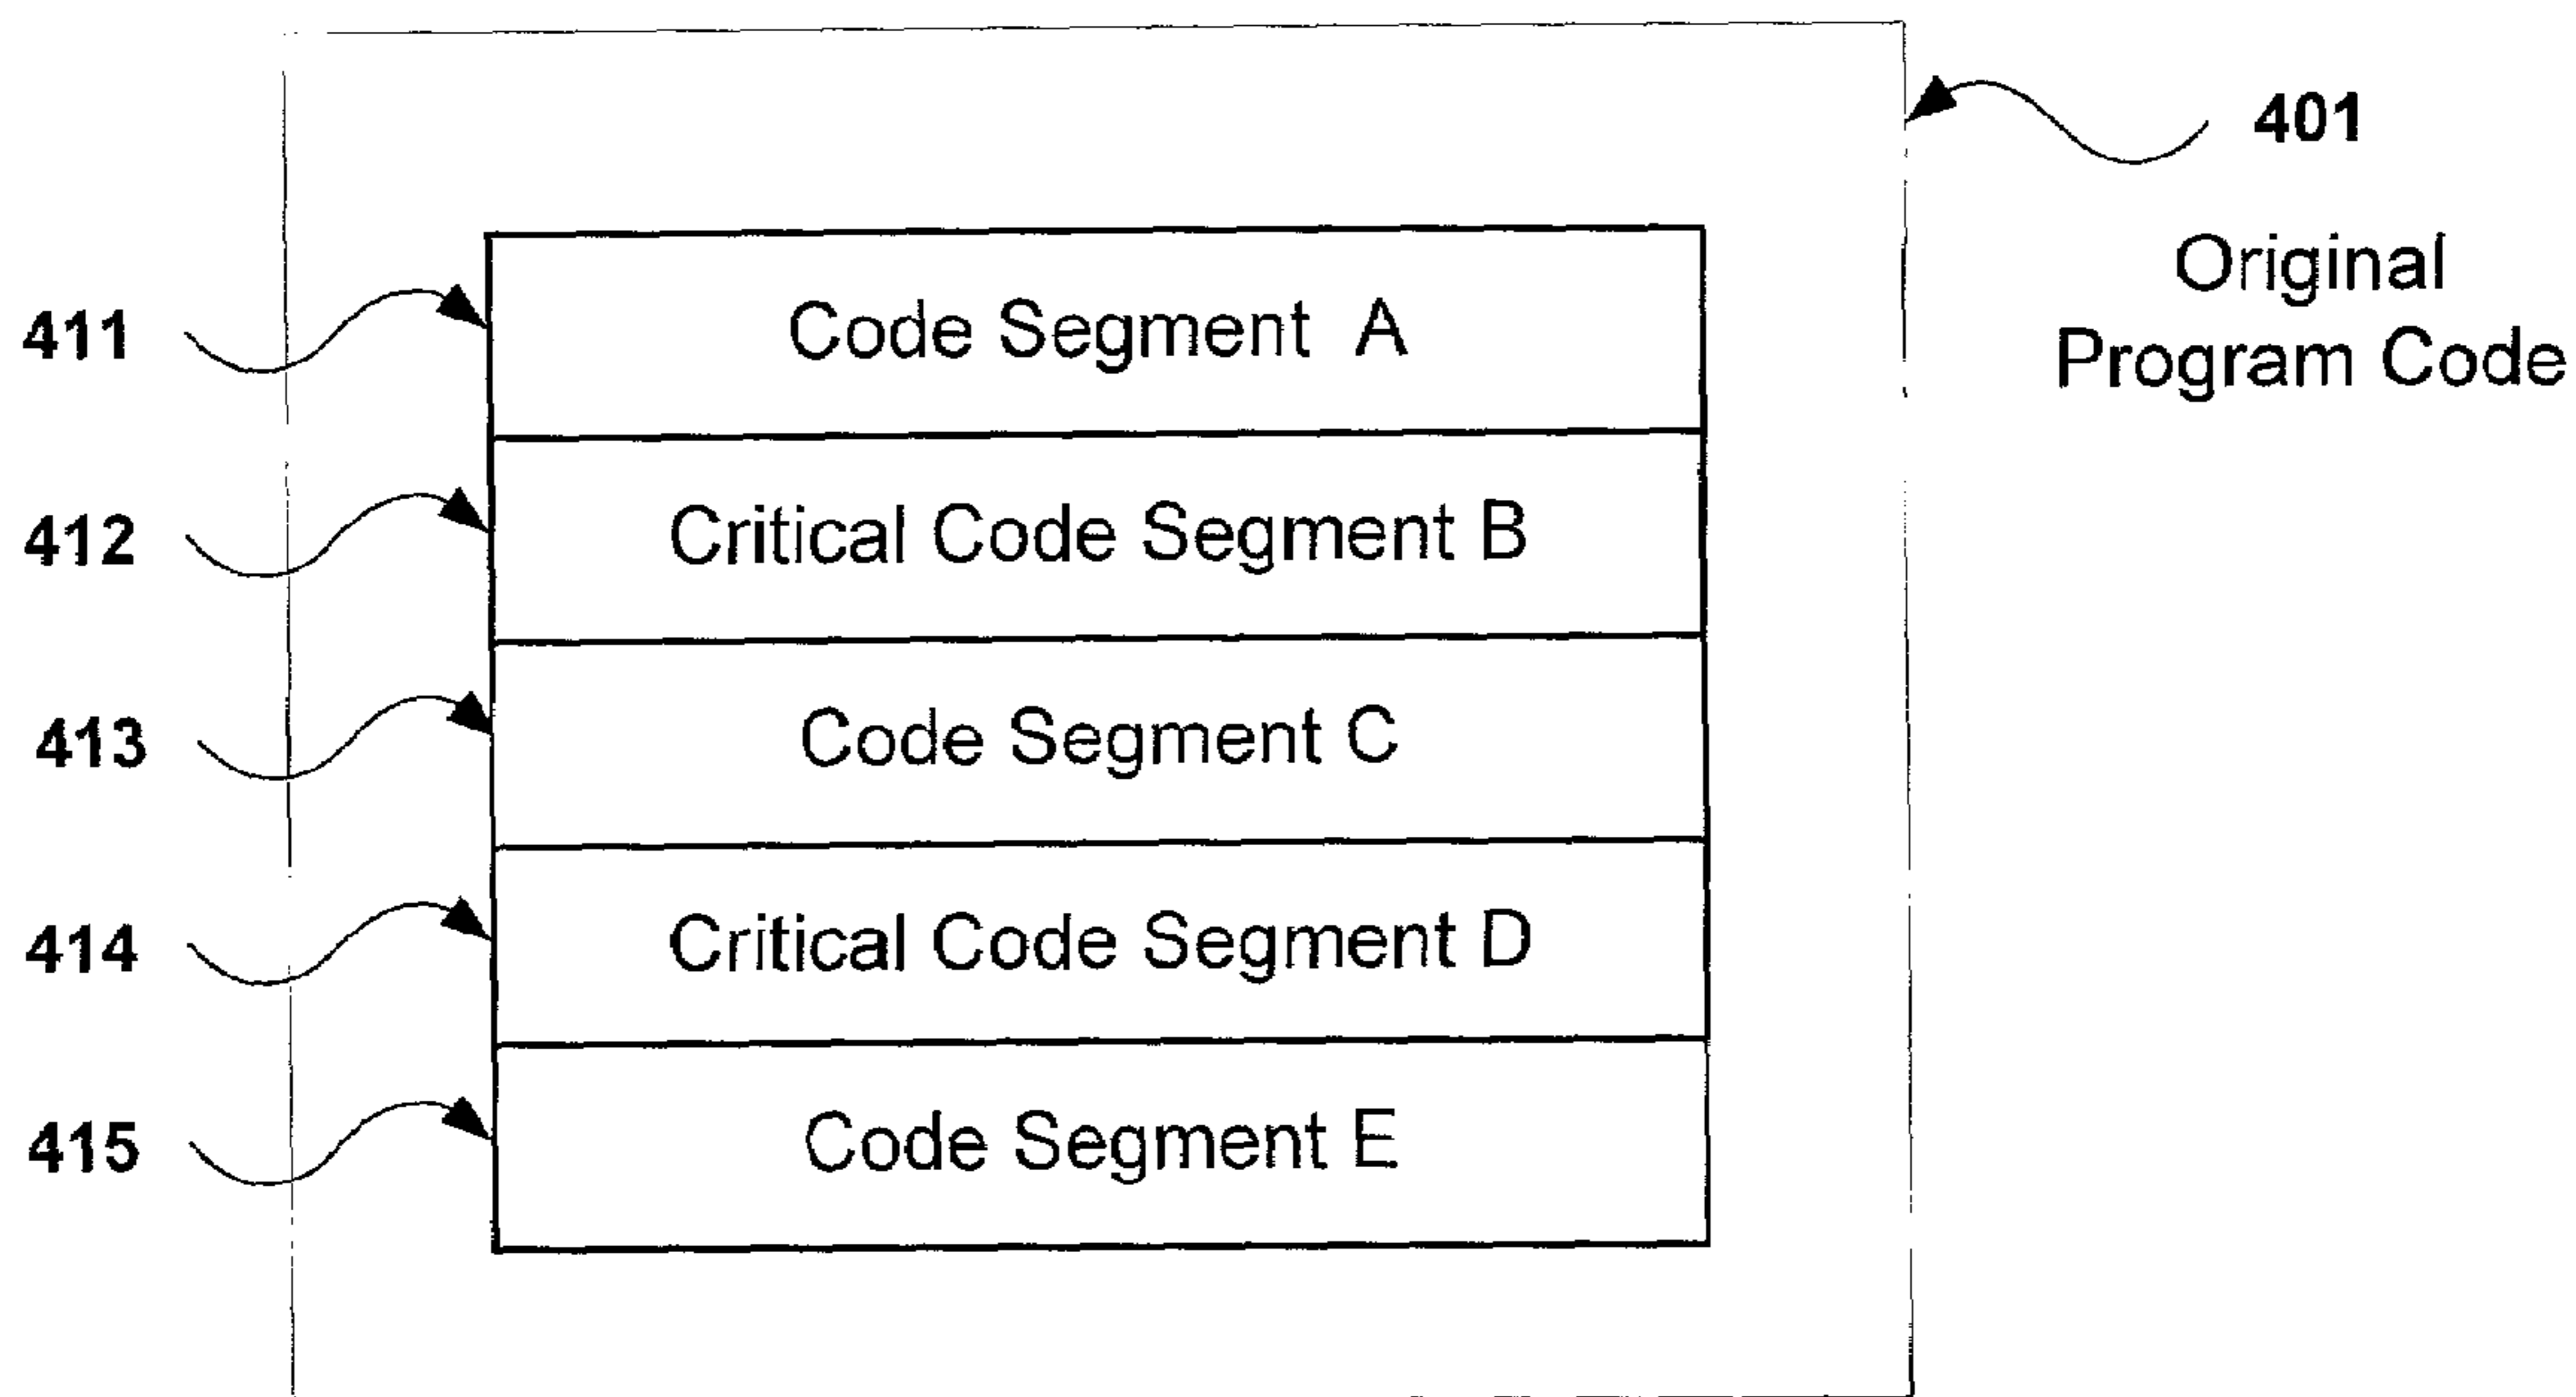 401
Original
Program Code
411
Code Segment A
412
Critical Code Segment B
413
Code Segment C
414
Critical Code Segment D
415
Code Segment E